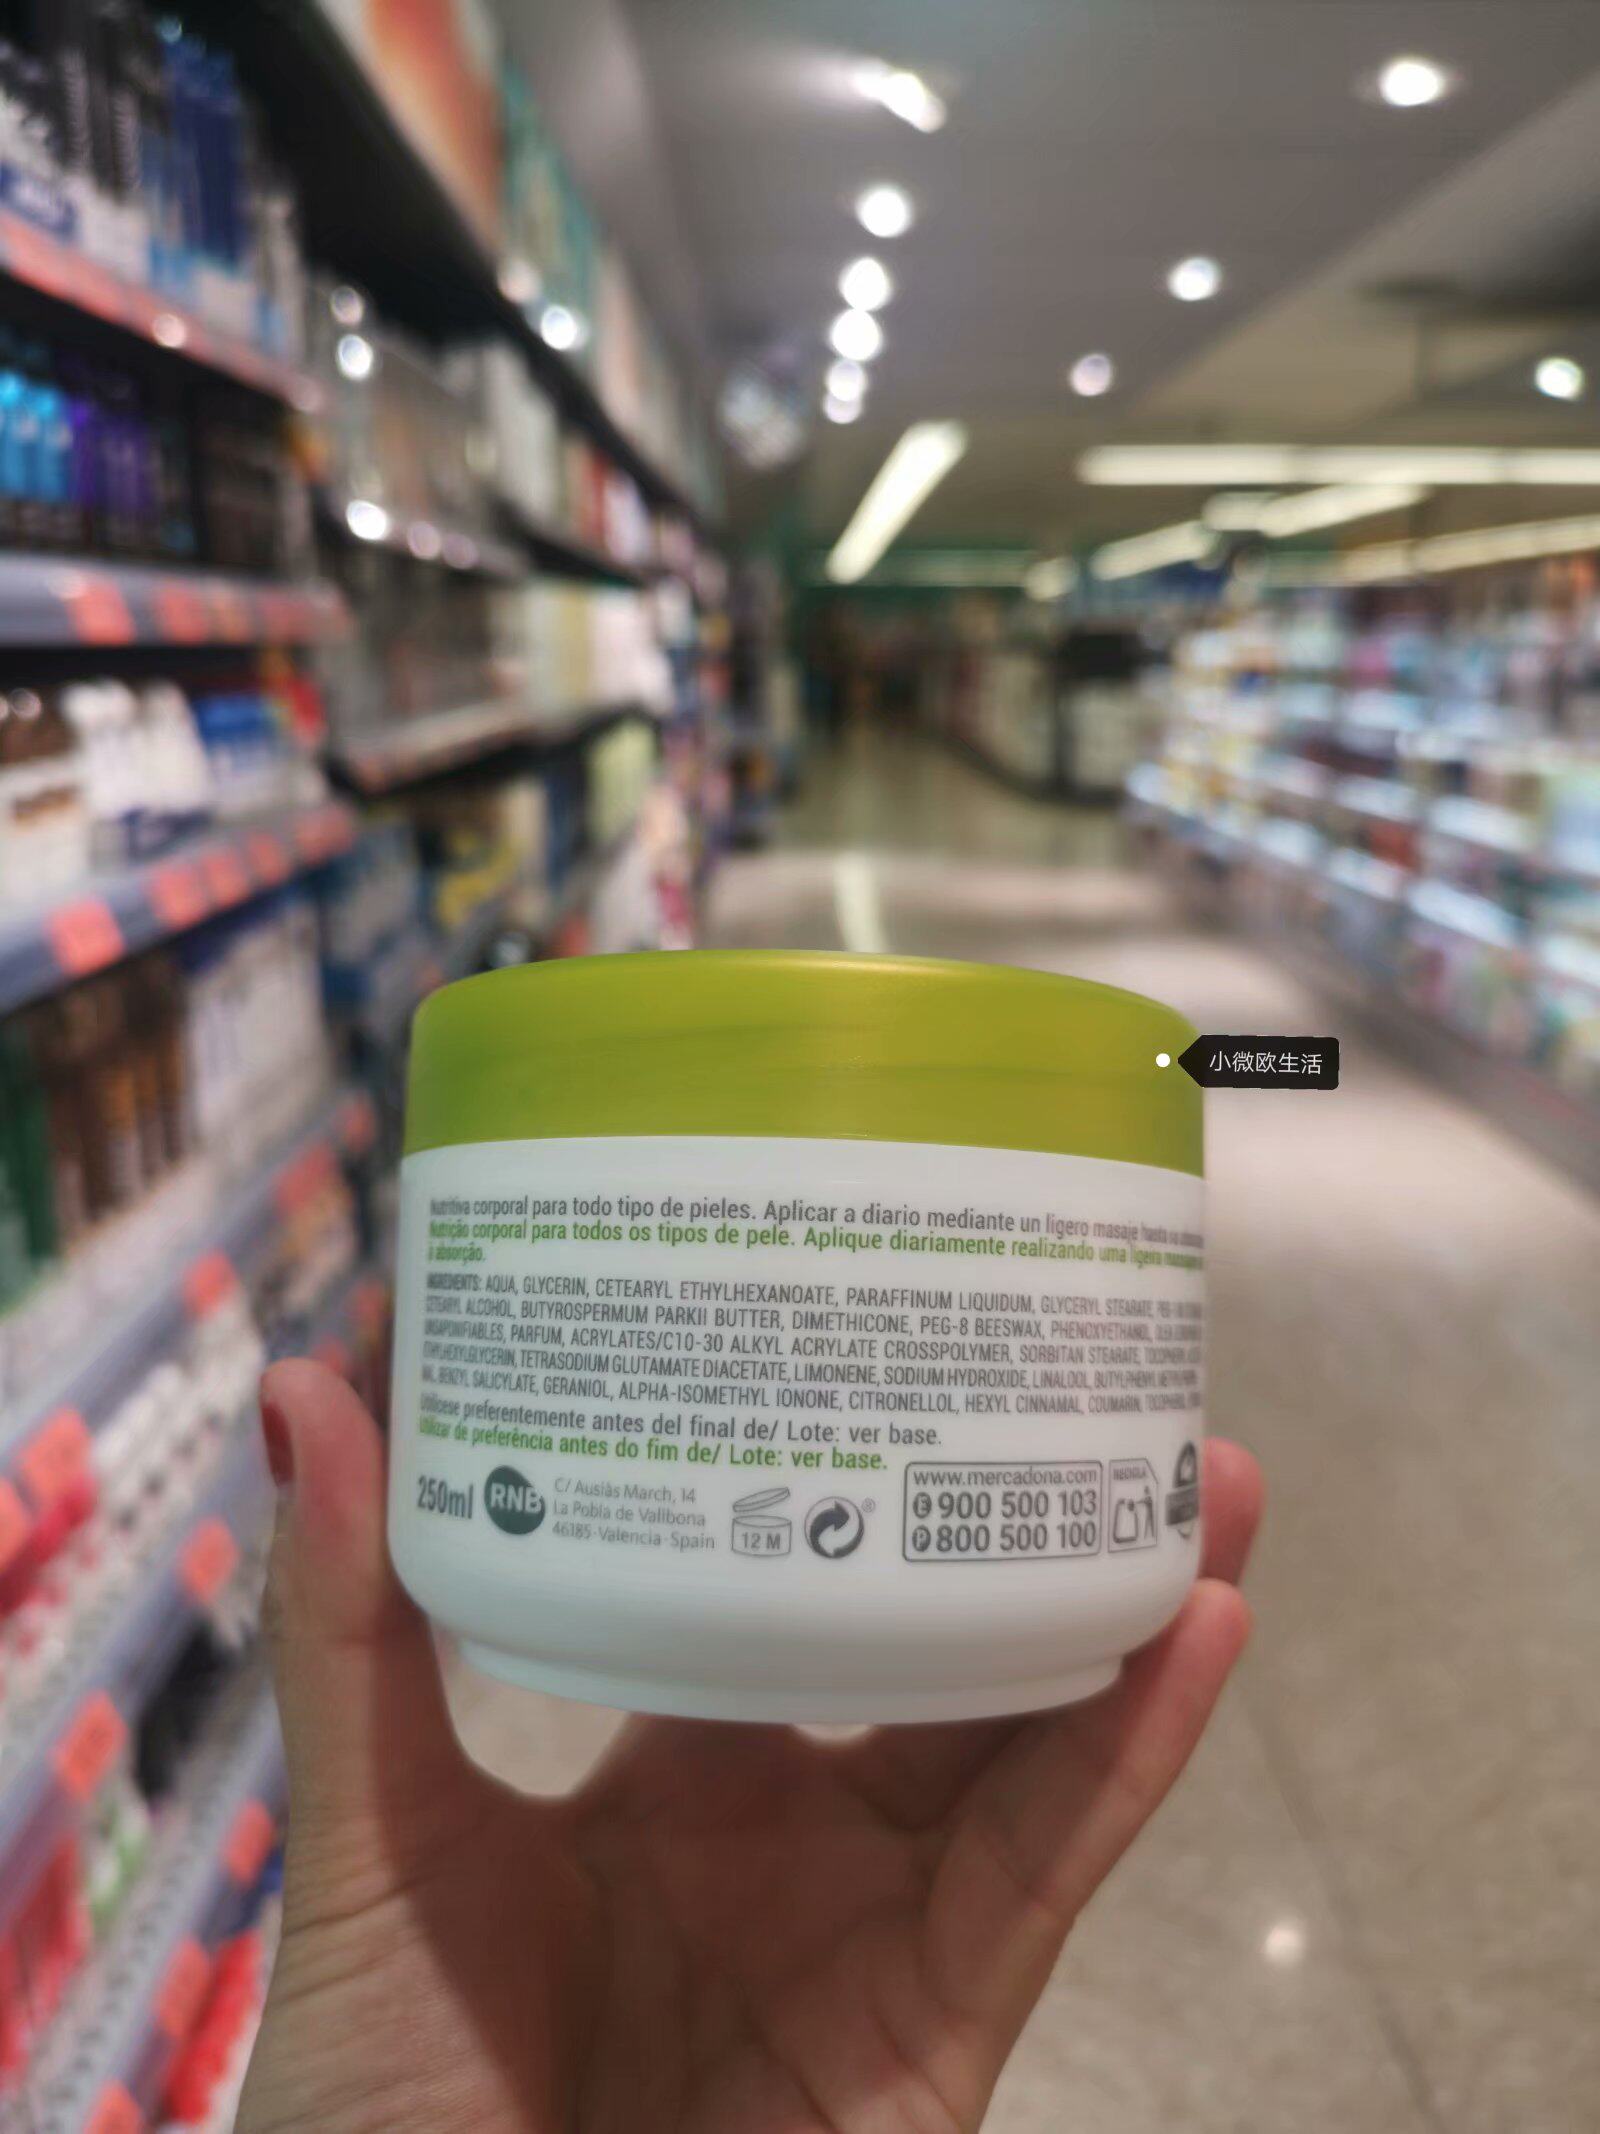 小微欧生活
Nutritiva corporal para todo tipo de pieles. Aplicar a diario mediante un ligero masaje hasta su
Nutrição corporal para todos os tipos de pele. Aplique diariamente realizando uma ligeira
à absorção.
INGREDIENTS: AQUA, GLYCERIN, CETEARYL ETHYLHEXANOATE, PARAFFINUM LIQUIDUM, GLYCERYL STEARATE,
CETEARYL ALCOHOL, BUTYROSPERMUM PARKII BUTTER, DIMETHICONE, PEG-8 BEESWAX, PHENOXYETHANOL,
UNSAPONIFIABLES, PARFUM, ACRYLATES/C10-30 ALKYL ACRYLATE CROSSPOLYMER, SORBITAN STEARATE,
ETHYLHEXYLGLYCERIN, TETRASODIUM GLUTAMATE DIACETATE, LIMONENE, SODIUM HYDROXIDE, LINALOOL,
BENZYL SALICYLATE, GERANIOL, ALPHA-ISOMETHYL IONONE, CITRONELLOL, HEXYL CINNAMAL, COUMARIN,
Utilícese preferentemente antes del final de/ Lote: ver base.
Utilizar de preferência antes do fim de/ Lote: ver base.
250ml
RNB
C/ Ausiàs March, 14
La Pobla de Vallbona
46185-Valencia-Spain
12 M
®
www.mercadona.com
E 900 500 103
P 800 500 100
RECICLA